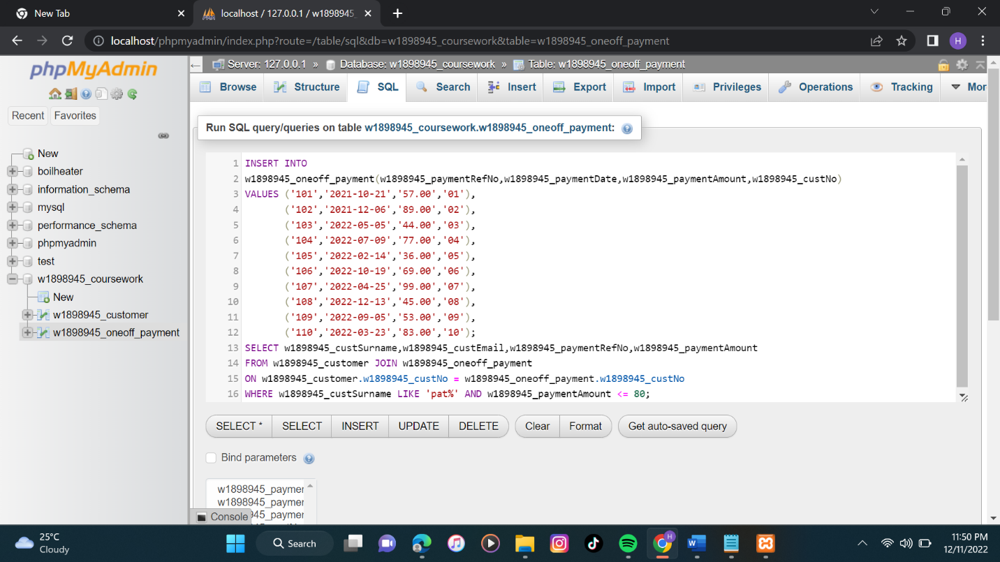 New Tab
localhost / 127.0.0.1 / w1898945_
localhost/phpmyadmin/index.php?route=/table/sql&db=w1898945_coursework&table=w1898945_oneoff_payment
H
phpMyAdmin
Recent Favorites
New
boilheater
information_schema
mysql
performance_schema
phpmyadmin
test
w1898945_coursework
New
w1898945_customer
w1898945_oneoff_payment
Server: 127.0.0.1 » Database: w1898945_coursework » Table: w1898945_oneoff_payment
Browse Structure SQL Search Insert Export Import Privileges Operations Tracking Mor
Run SQL query/queries on table w1898945_coursework.w1898945_oneoff_payment:
1 INSERT INTO
2 w1898945_oneoff_payment(w1898945_paymentRefNo,w1898945_paymentDate,w1898945_paymentAmount,w1898945_custNo)
3 VALUES ('101','2021-10-21','57.00','01'),
4 ('102','2021-12-06','89.00','02'),
5 ('103','2022-05-05','44.00','03'),
6 ('104','2022-07-09','77.00','04'),
7 ('105','2022-02-14','36.00','05'),
8 ('106','2022-10-19','69.00','06'),
9 ('107','2022-04-25','99.00','07'),
10 ('108','2022-12-13','45.00','08'),
11 ('109','2022-09-05','53.00','09'),
12 ('110','2022-03-23','83.00','10');
13 SELECT w1898945_custSurname,w1898945_custEmail,w1898945_paymentRefNo,w1898945_paymentAmount
14 FROM w1898945_customer JOIN w1898945_oneoff_payment
15 ON w1898945_customer.w1898945_custNo = w1898945_oneoff_payment.w1898945_custNo
16 WHERE w1898945_custSurname LIKE 'pat%' AND w1898945_paymentAmount <= 80;
SELECT * SELECT INSERT UPDATE DELETE Clear Format Get auto-saved query
Bind parameters
w1898945_paymer
w1898945_paymer
945_paymer
Console
25°C
Cloudy
Search
H
11:50 PM
12/11/2022